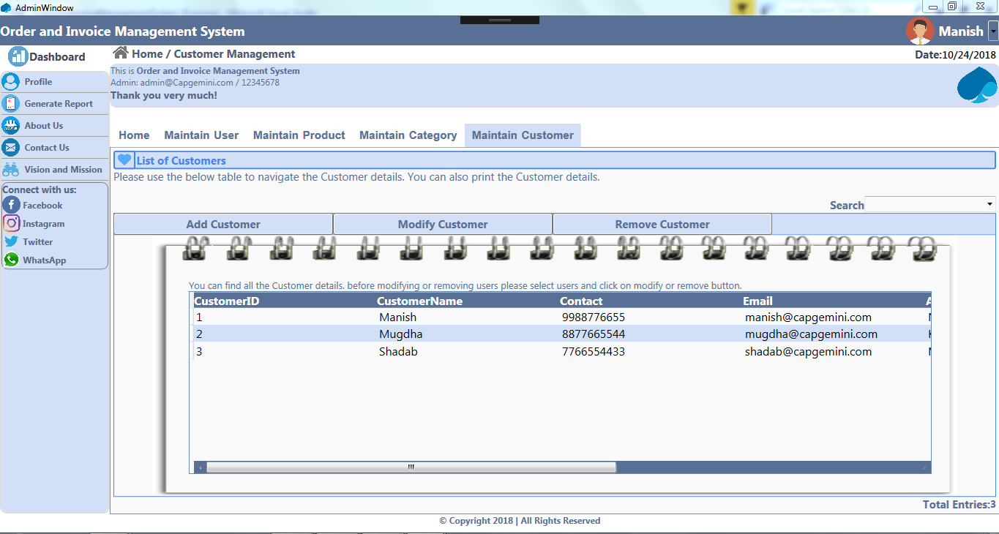 AdminWindow
Order and Invoice Management System
Manish
Dashboard
Home / Customer Management
Date:10/24/2018
This is Order and Invoice Management System
Admin: admin@Capgemini.com / 12345678
Thank you very much!
Profile
Generate Report
About Us
Contact Us
Vision and Mission
Connect with us:
Facebook
Instagram
Twitter
WhatsApp
Home Maintain User Maintain Product Maintain Category Maintain Customer
List of Customers
Please use the below table to navigate the Customer details. You can also print the Customer details.
Search
Add Customer Modify Customer Remove Customer
You can find all the Customer details. before modifying or removing users please select users and click on modify or remove button.
CustomerID CustomerName Contact Email
1 Manish 9988776655 manish@capgemini.com
2 Mugdha 8877665544 mugdha@capgemini.com
3 Shadab 7766554433 shadab@capgemini.com
Total Entries:3
© Copyright 2018 | All Rights Reserved